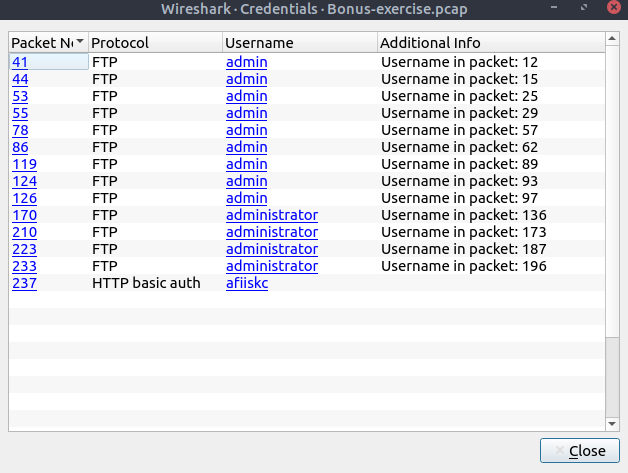 Wireshark · Credentials · Bonus-exercise.pcap
Packet No Protocol Username Additional Info
41 FTP admin Username in packet: 12
44 FTP admin Username in packet: 15
53 FTP admin Username in packet: 25
55 FTP admin Username in packet: 29
78 FTP admin Username in packet: 57
86 FTP admin Username in packet: 62
119 FTP admin Username in packet: 89
124 FTP admin Username in packet: 93
126 FTP admin Username in packet: 97
170 FTP administrator Username in packet: 136
210 FTP administrator Username in packet: 173
223 FTP administrator Username in packet: 187
233 FTP administrator Username in packet: 196
237 HTTP basic auth afiiskc
Close